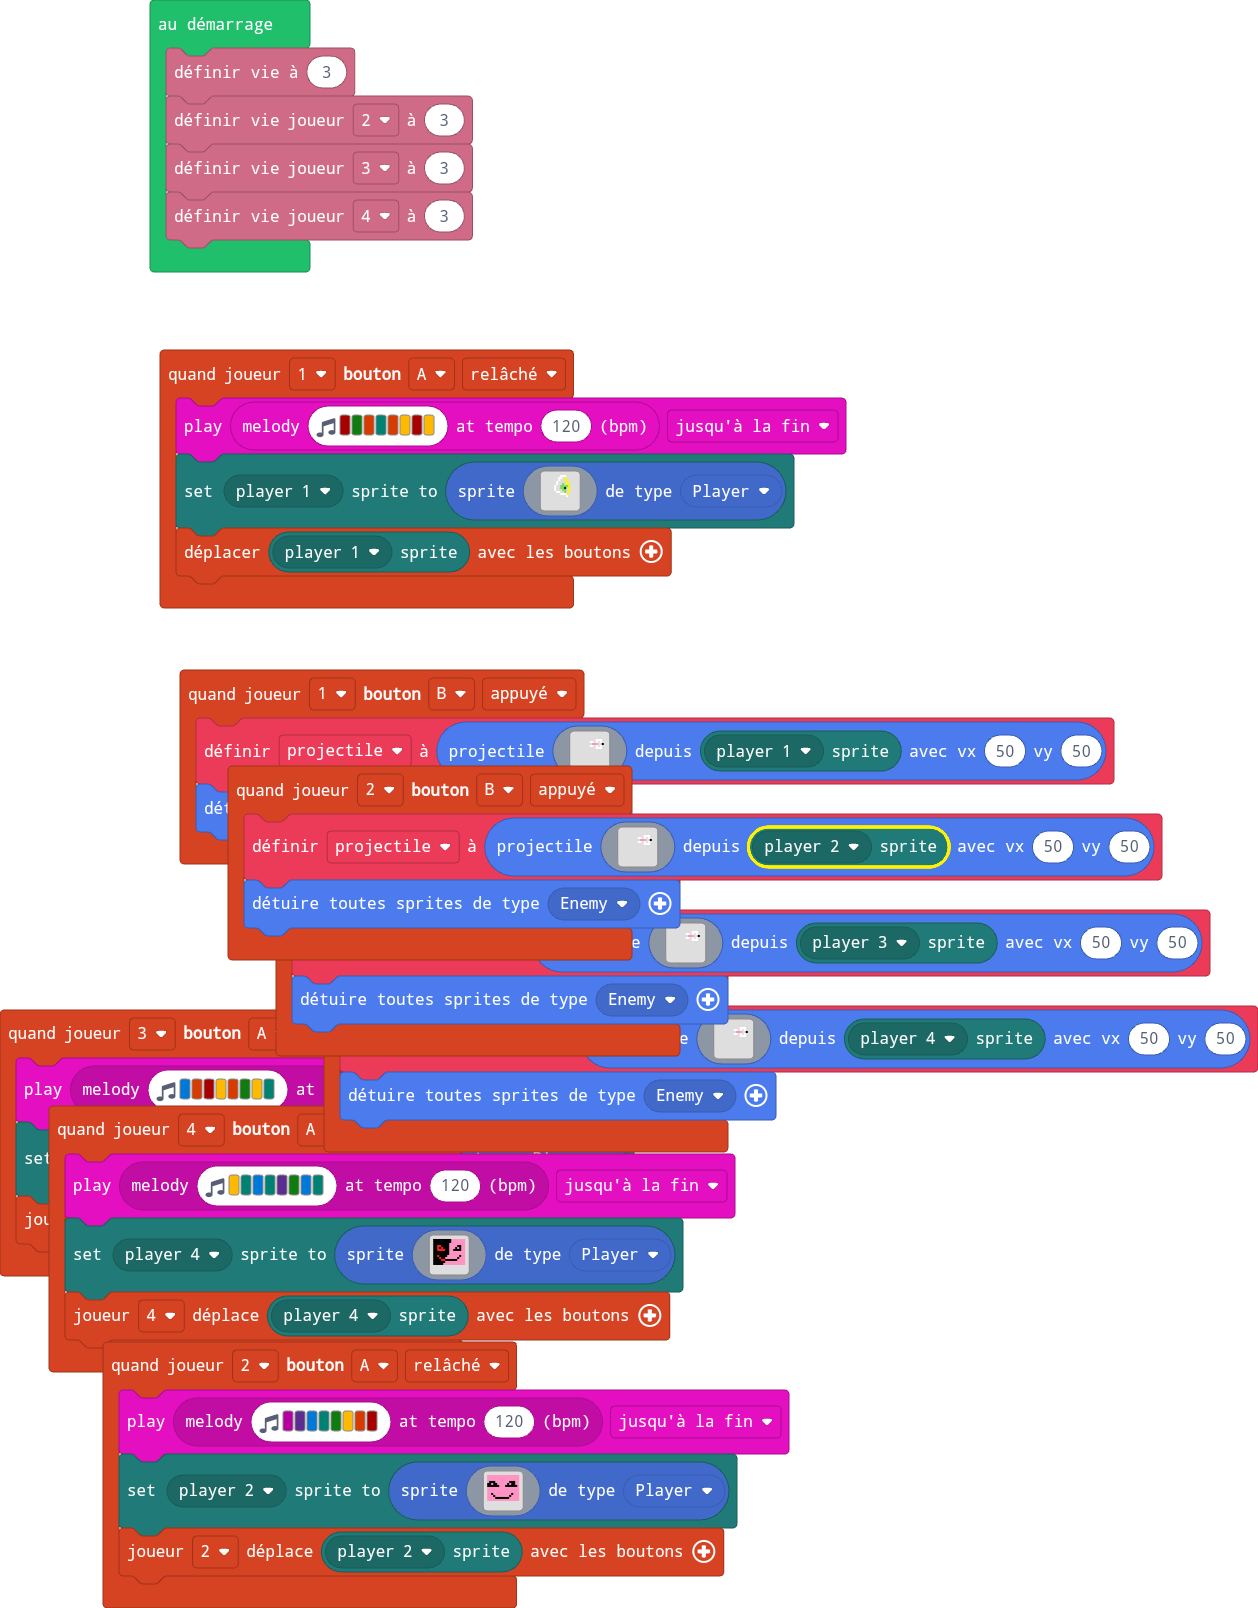 au démarrage
définir vie à 3
définir vie joueur 2 à 3
définir vie joueur 3 à 3
définir vie joueur 4 à 3
quand joueur 1 bouton A relâché
play melody at tempo 120 (bpm) jusqu'à la fin
set player 1 sprite to sprite de type Player
déplacer player 1 sprite avec les boutons
quand joueur 1 bouton B appuyé
définir projectile à projectile depuis player 1 sprite avec vx 50 vy 50
quand joueur 2 bouton B appuyé
définir projectile à projectile depuis player 2 sprite avec vx 50 vy 50
détuire toutes sprites de type Enemy
depuis player 3 sprite avec vx 50 vy 50
détuire toutes sprites de type Enemy
quand joueur 3 bouton A
depuis player 4 sprite avec vx 50 vy 50
play melody at
détuire toutes sprites de type Enemy
quand joueur 4 bouton A
set
play melody at tempo 120 (bpm) jusqu'à la fin
set player 4 sprite to sprite de type Player
joueur 4 déplace player 4 sprite avec les boutons
quand joueur 2 bouton A relâché
play melody at tempo 120 (bpm) jusqu'à la fin
set player 2 sprite to sprite de type Player
joueur 2 déplace player 2 sprite avec les boutons